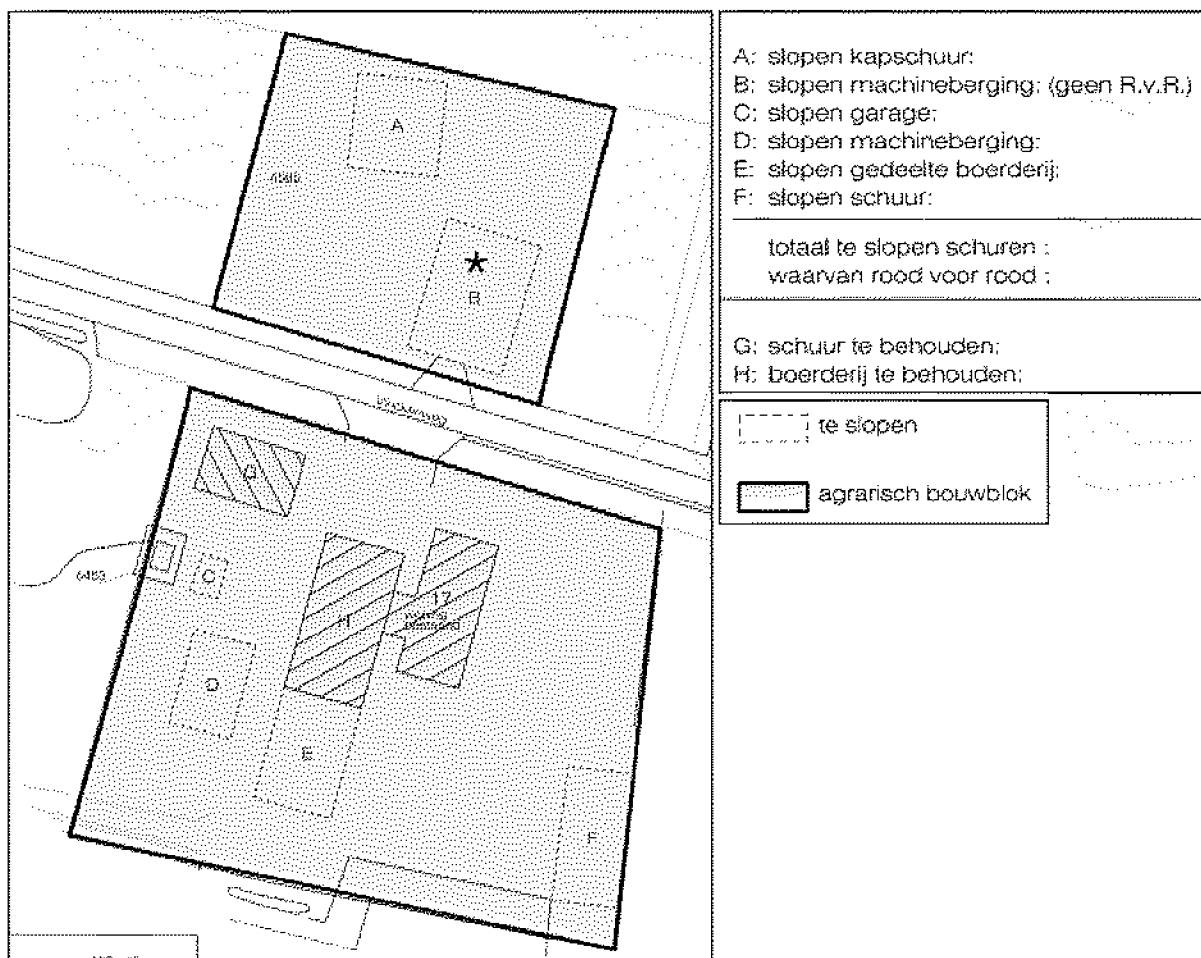 A: slopen kapschuur:
B: slopen machineberging: (geen R.v.R.)
C: slopen garage:
D: slopen machineberging:
E: slopen gedeelte boerderij:
F: slopen schuur:
totaal te slopen schuren :
waarvan rood voor rood :
G: schuur te behouden:
H: boerderij te behouden:
te slopen
agrarisch bouwblok
A
B
G
C
6483
17
H
D
E
F